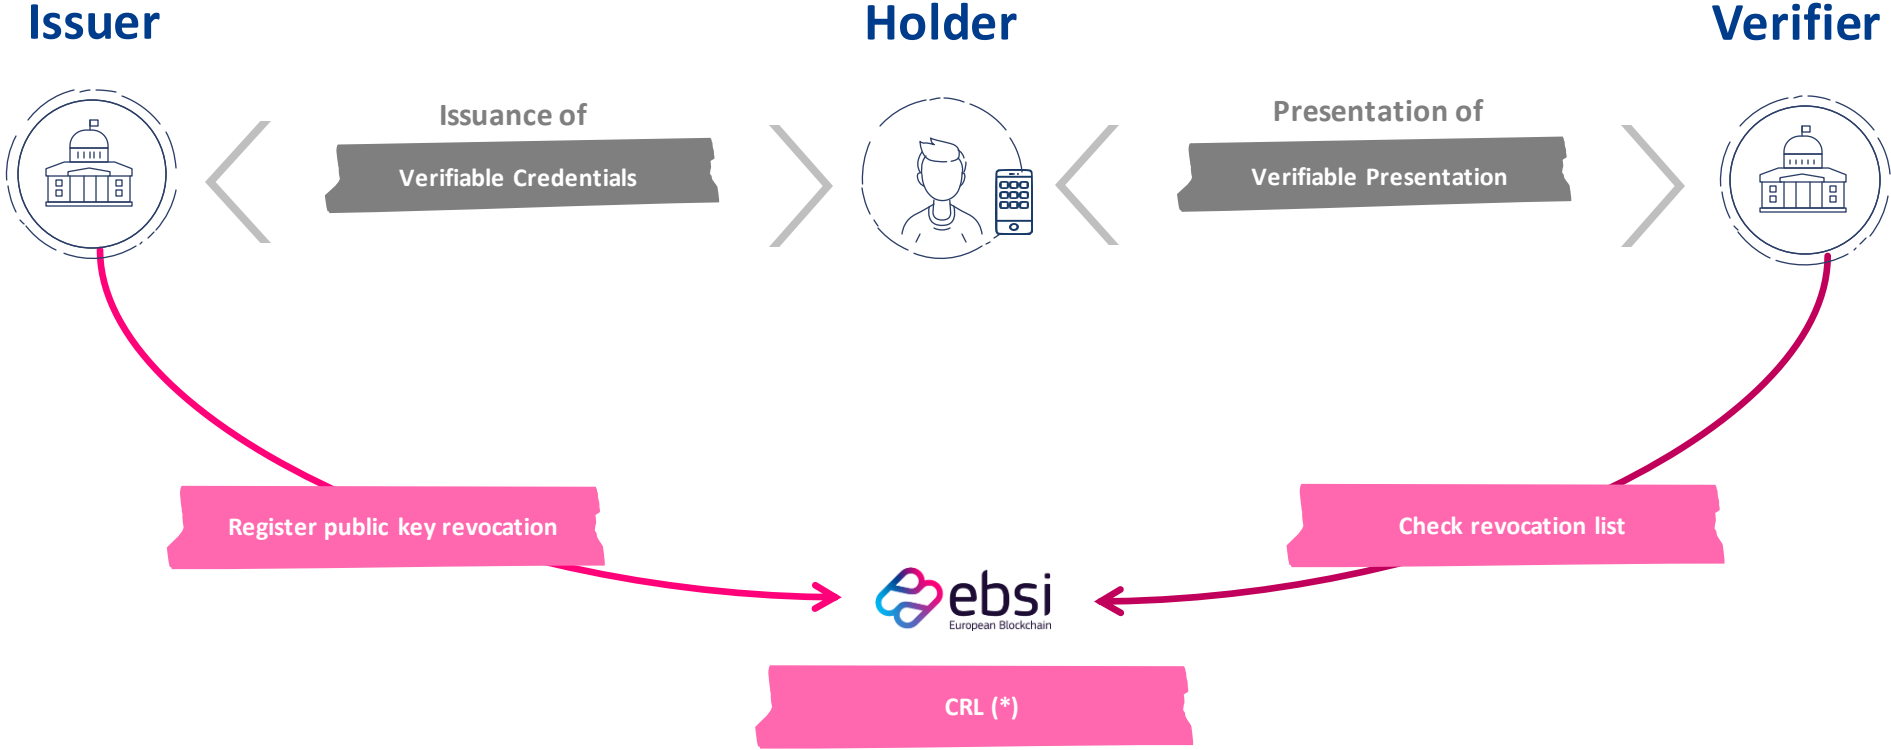 Issuer
Holder
Verifier
Issuance of
Verifiable Credentials
Presentation of
Verifiable Presentation
Register public key revocation
Check revocation list
ebsi
European Blockchain
CRL (*)